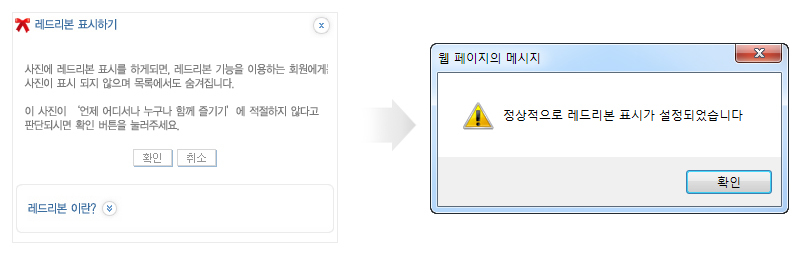 레드리본 표시하기
사진에 레드리본 표시를 하게되면, 레드리본 기능을 이용하는 회원에게는
사진이 표시 되지 않으며 목록에서도 숨겨집니다.
이 사진이 '언제 어디서나 누구나 함께 즐기기' 에 적절하지 않다고
판단되시면 확인 버튼을 눌러주세요.
확인 취소
레드리본 이란?
웹 페이지의 메시지
정상적으로 레드리본 표시가 설정되었습니다
확인